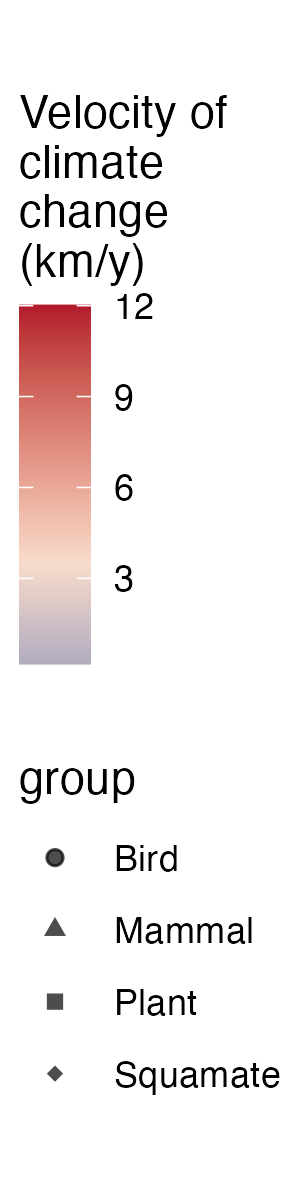 Velocity of
climate
change
(km/y)
12
9
6
3
group
Bird
Mammal
Plant
Squamate